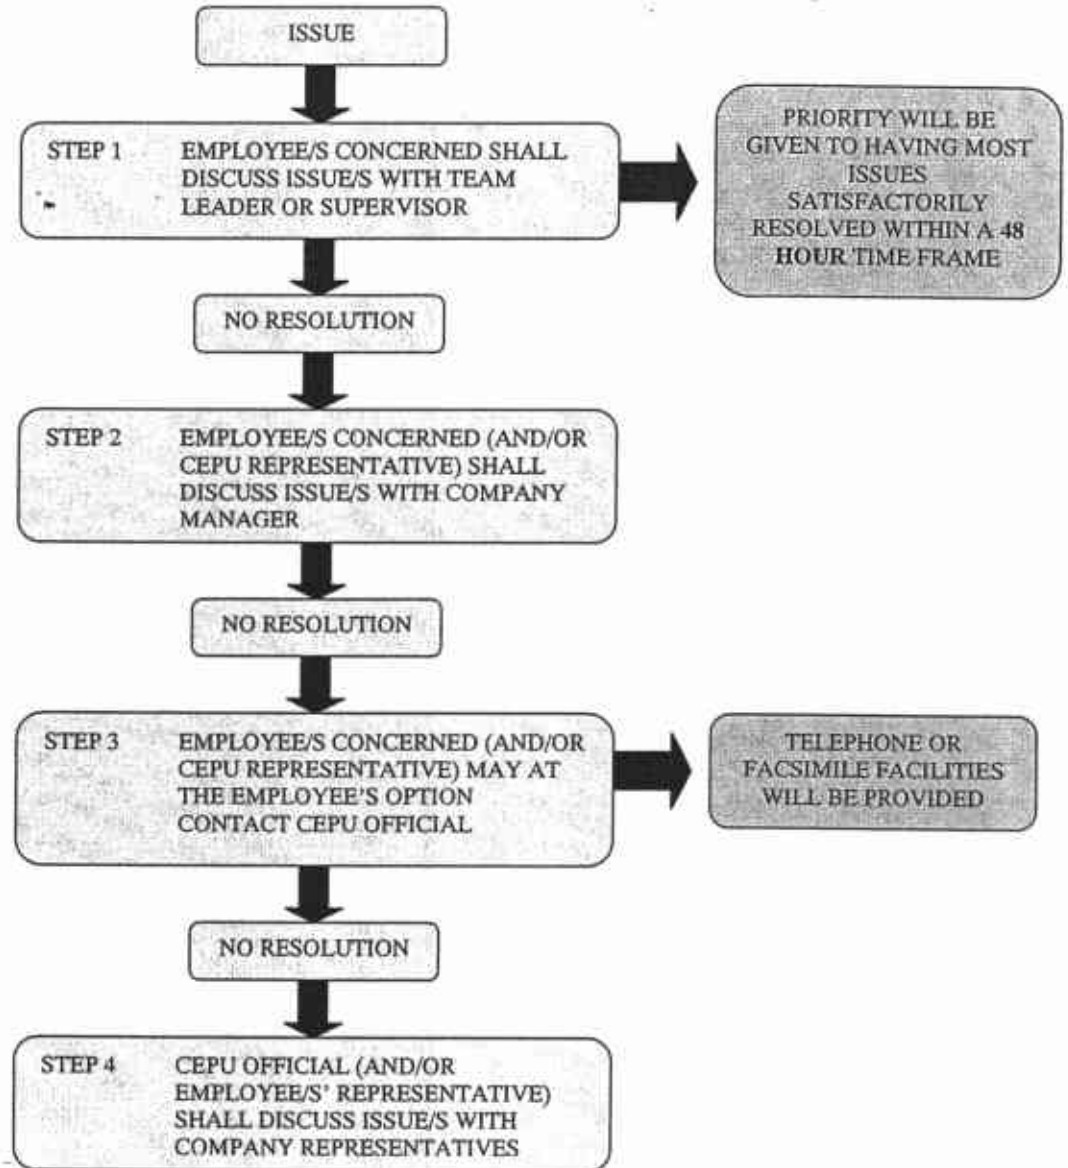 ISSUE
STEP 1 EMPLOYEE/S CONCERNED SHALL
DISCUSS ISSUE/S WITH TEAM
LEADER OR SUPERVISOR
PRIORITY WILL BE
GIVEN TO HAVING MOST
ISSUES
SATISFACTORILY
RESOLVED WITHIN A 48
HOUR TIME FRAME
NO RESOLUTION
STEP 2 EMPLOYEE/S CONCERNED (AND/OR
CEPU REPRESENTATIVE) SHALL
DISCUSS ISSUE/S WITH COMPANY
MANAGER
NO RESOLUTION
STEP 3 EMPLOYEE/S CONCERNED (AND/OR
CEPU REPRESENTATIVE) MAY AT
THE EMPLOYEE'S OPTION
CONTACT CEPU OFFICIAL
TELEPHONE OR
FACSIMILE FACILITIES
WILL BE PROVIDED
NO RESOLUTION
STEP 4 CEPU OFFICIAL (AND/OR
EMPLOYEE/S' REPRESENTATIVE)
SHALL DISCUSS ISSUE/S WITH
COMPANY REPRESENTATIVES